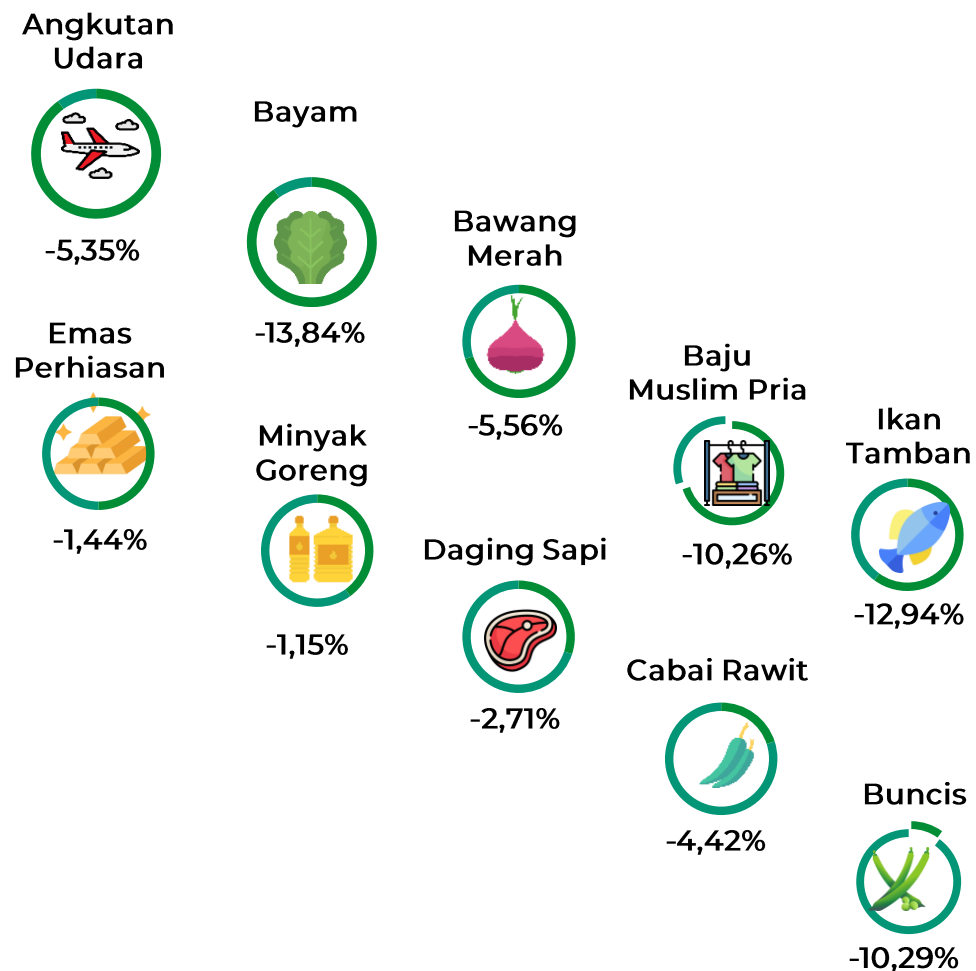 Angkutan
Udara
-5,35%
Bayam
-13,84%
Bawang
Merah
-5,56%
Baju
Muslim Pria
-10,26%
Ikan
Tamban
-12,94%
Emas
Perhiasan
-1,44%
Minyak
Goreng
-1,15%
Daging Sapi
-2,71%
Cabai Rawit
-4,42%
Buncis
-10,29%